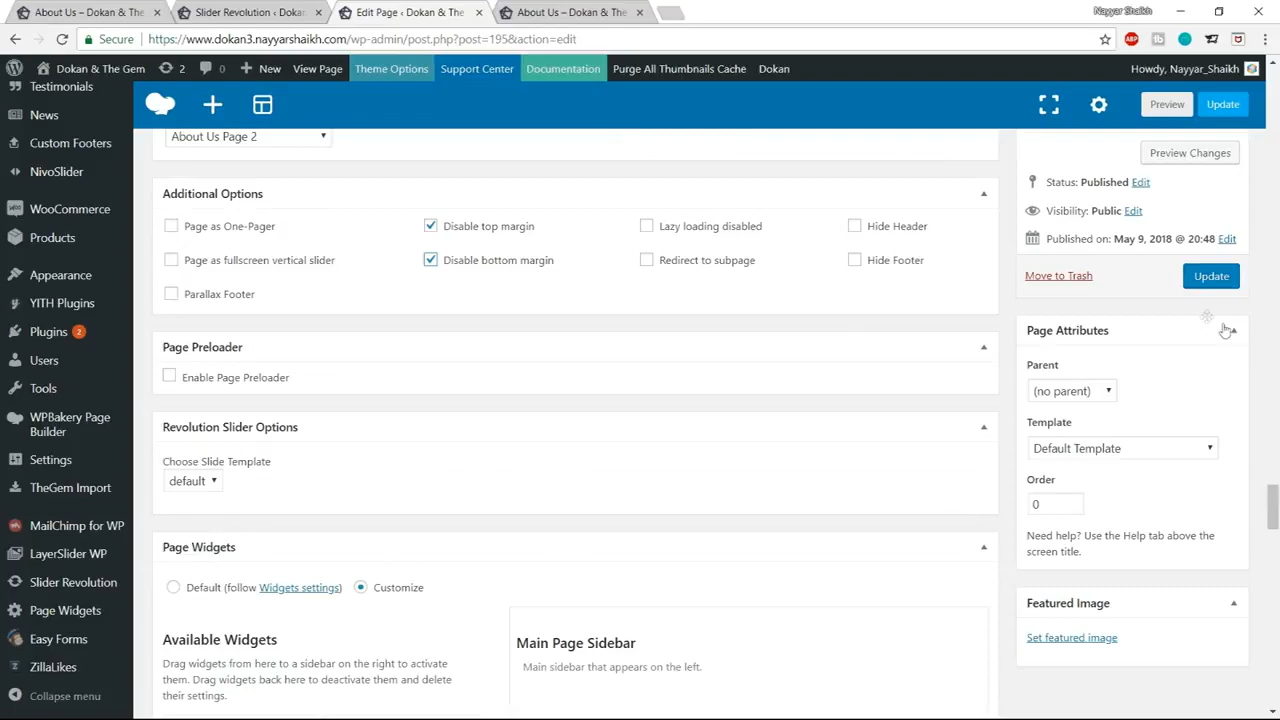 About Us – Dokan & The
Slider Revolution ‹ Dokan
Edit Page ‹ Dokan & The
About Us – Dokan & The
Nayyar Shaikh
Secure
https://www.dokan3.nayyarshaikh.com/wp-admin/post.php?post=195&action=edit
ABP
Dokan & The Gem
2
0
New
View Page
Theme Options
Support Center
Documentation
Purge All Thumbnails Cache
Dokan
Howdy, Nayyar_Shaikh
Testimonials
News
Custom Footers
NivoSlider
WooCommerce
Products
Appearance
YITH Plugins
Plugins 2
Users
Tools
WPBakery Page
Builder
Settings
TheGem Import
MailChimp for WP
LayerSlider WP
Slider Revolution
Page Widgets
Easy Forms
ZillaLikes
Collapse menu
Preview
Update
About Us Page 2
Additional Options
Page as One-Pager
Disable top margin
Lazy loading disabled
Hide Header
Page as fullscreen vertical slider
Disable bottom margin
Redirect to subpage
Hide Footer
Parallax Footer
Page Preloader
Enable Page Preloader
Revolution Slider Options
Choose Slide Template
default
Page Widgets
Default (follow Widgets settings)
Customize
Available Widgets
Drag widgets from here to a sidebar on the right to activate
them. Drag widgets back here to deactivate them and delete
their settings.
Main Page Sidebar
Main sidebar that appears on the left.
Preview Changes
Status: Published Edit
Visibility: Public Edit
Published on: May 9, 2018 @ 20:48 Edit
Move to Trash
Update
Page Attributes
Parent
(no parent)
Template
Default Template
Order
0
Need help? Use the Help tab above the
screen title.
Featured Image
Set featured image